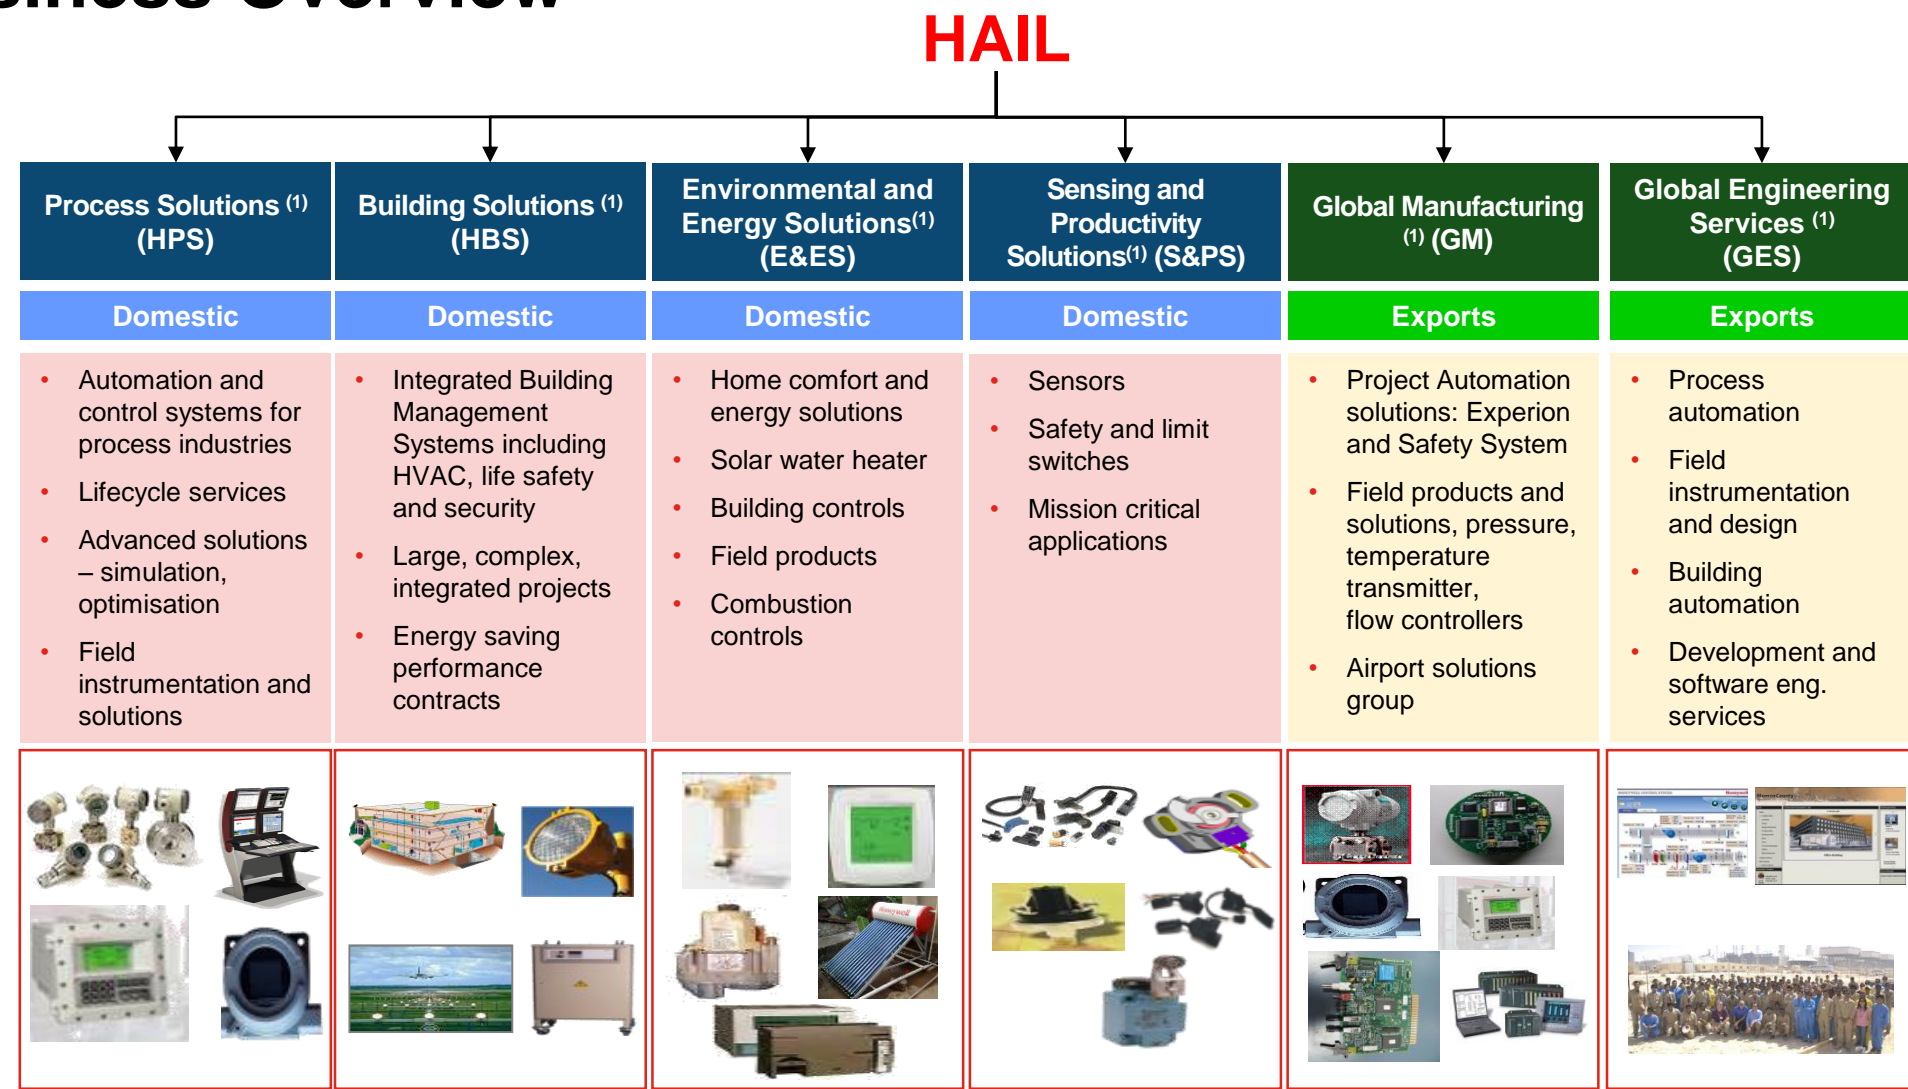 siness Overview
HAIL
Process Solutions (1)
(HPS)
Building Solutions (1)
(HBS)
Environmental and
Energy Solutions(1)
(E&ES)
Sensing and
Productivity
Solutions(1) (S&PS)
Global Manufacturing
(1) (GM)
Global Engineering
Services (1)
(GES)
Domestic
Domestic
Domestic
Domestic
Exports
Exports
• Automation and
control systems for
process industries
• Lifecycle services
• Advanced solutions
– simulation,
optimisation
• Field
instrumentation and
solutions
• Integrated Building
Management
Systems including
HVAC, life safety
and security
• Large, complex,
integrated projects
• Energy saving
performance
contracts
• Home comfort and
energy solutions
• Solar water heater
• Building controls
• Field products
• Combustion
controls
• Sensors
• Safety and limit
switches
• Mission critical
applications
• Project Automation
solutions: Experion
and Safety System
• Field products and
solutions, pressure,
temperature
transmitter,
flow controllers
• Airport solutions
group
• Process
automation
• Field
instrumentation
and design
• Building
automation
• Development and
software eng.
services
Honeywell